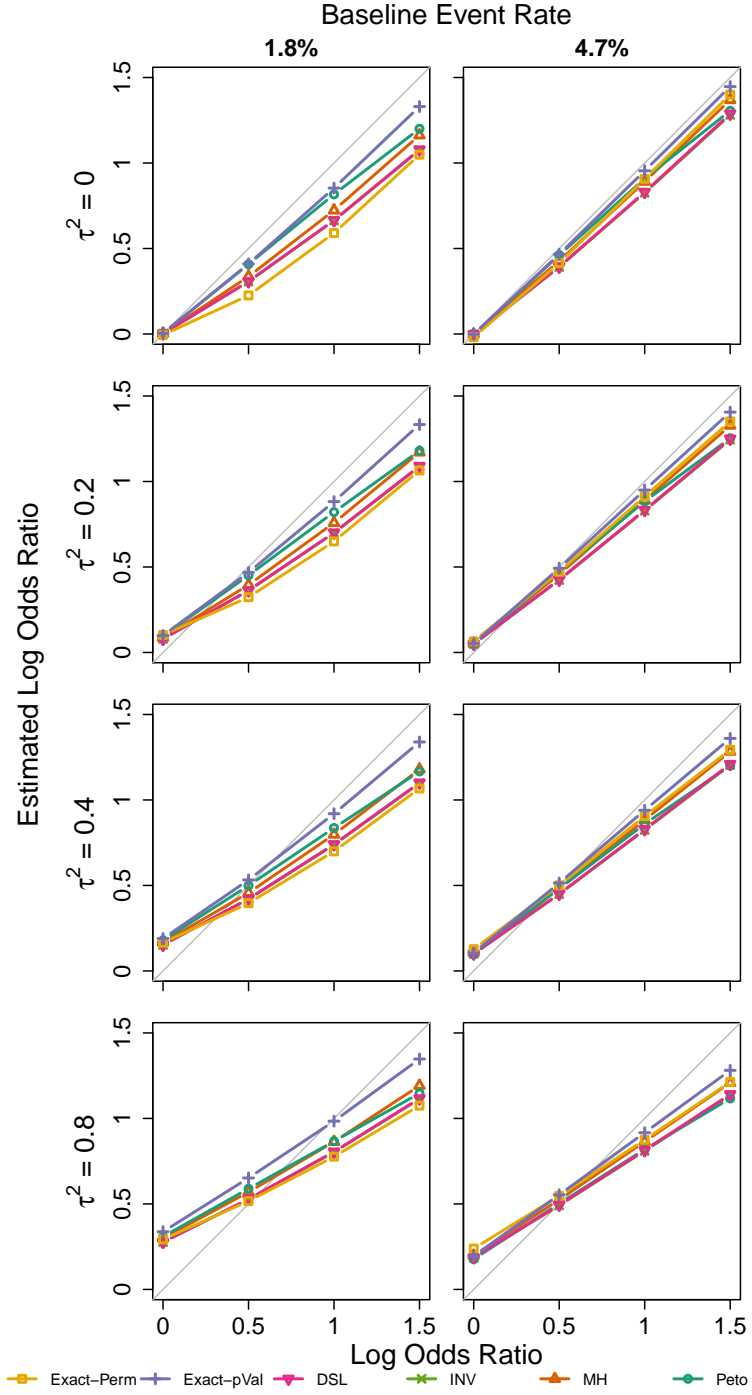 Baseline Event Rate
1.8% 4.7%
Estimated Log Odds Ratio
τ² = 0
0 0.5 1 1.5
τ² = 0.2
0 0.5 1 1.5
τ² = 0.4
0 0.5 1 1.5
τ² = 0.8
0 0.5 1 1.5
0 0.5 1 1.5 0 0.5 1 1.5
Log Odds Ratio
Exact−Perm Exact−pVal DSL INV MH Peto